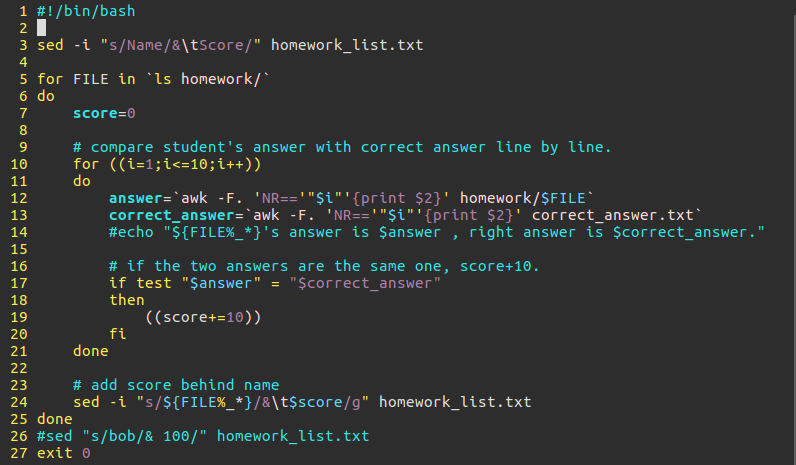 1 #!/bin/bash
2
3 sed -i "s/Name/&\tScore/" homework_list.txt
4
5 for FILE in `ls homework/`
6 do
7     score=0
8
9     # compare student's answer with correct answer line by line.
10     for ((i=1;i<=10;i++))
11     do
12         answer=`awk -F. 'NR=='"$i"'{print $2}' homework/$FILE`
13         correct_answer=`awk -F. 'NR=='"$i"'{print $2}' correct_answer.txt`
14         #echo "${FILE%_*}'s answer is $answer , right answer is $correct_answer."
15
16         # if the two answers are the same one, score+10.
17         if test "$answer" = "$correct_answer"
18         then
19             ((score+=10))
20         fi
21     done
22
23     # add score behind name
24     sed -i "s/${FILE%_*}/&\t$score/g" homework_list.txt
25 done
26 #sed "s/bob/& 100/" homework_list.txt
27 exit 0